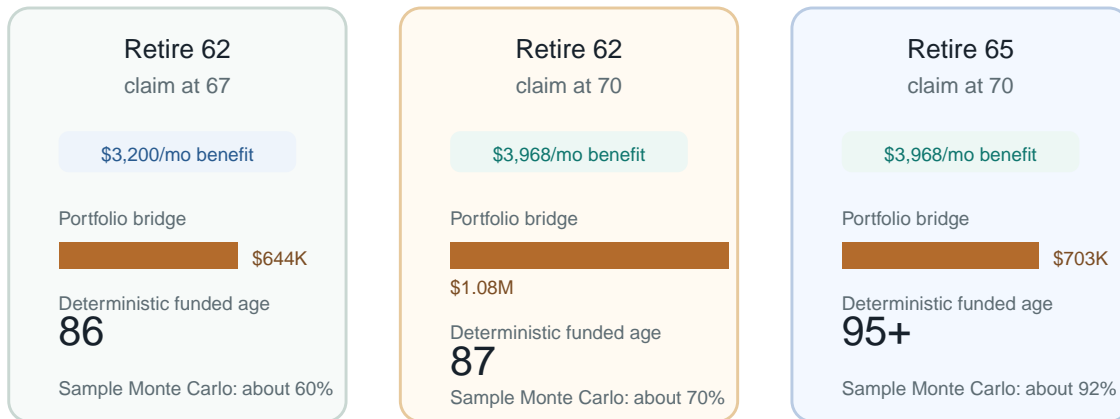 Retire 62
claim at 67
$3,200/mo benefit
Portfolio bridge
$644K
Deterministic funded age
86
Sample Monte Carlo: about 60%
Retire 62
claim at 70
$3,968/mo benefit
Portfolio bridge
$1.08M
Deterministic funded age
87
Sample Monte Carlo: about 70%
Retire 65
claim at 70
$3,968/mo benefit
Portfolio bridge
$703K
Deterministic funded age
95+
Sample Monte Carlo: about 92%